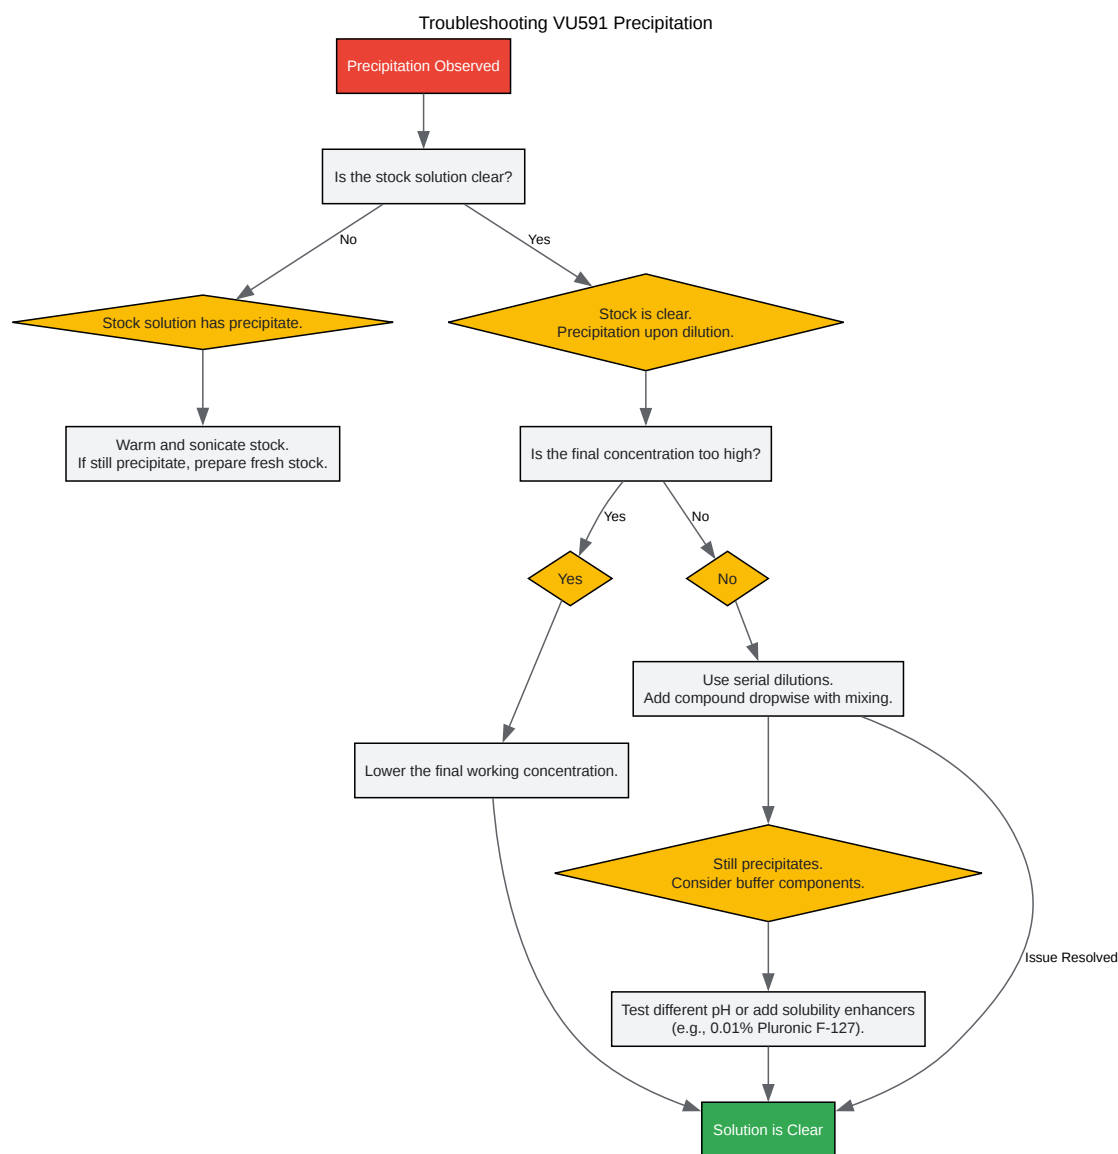 Troubleshooting VU591 Precipitation
Precipitation Observed
Is the stock solution clear?
No
Yes
Stock solution has precipitate.
Stock is clear.
Precipitation upon dilution.
Warm and sonicate stock.
If still precipitate, prepare fresh stock.
Is the final concentration too high?
Yes
No
Yes
No
Use serial dilutions.
Add compound dropwise with mixing.
Lower the final working concentration.
Still precipitates.
Consider buffer components.
Issue Resolved
Test different pH or add solubility enhancers
(e.g., 0.01% Pluronic F-127).
Solution is Clear